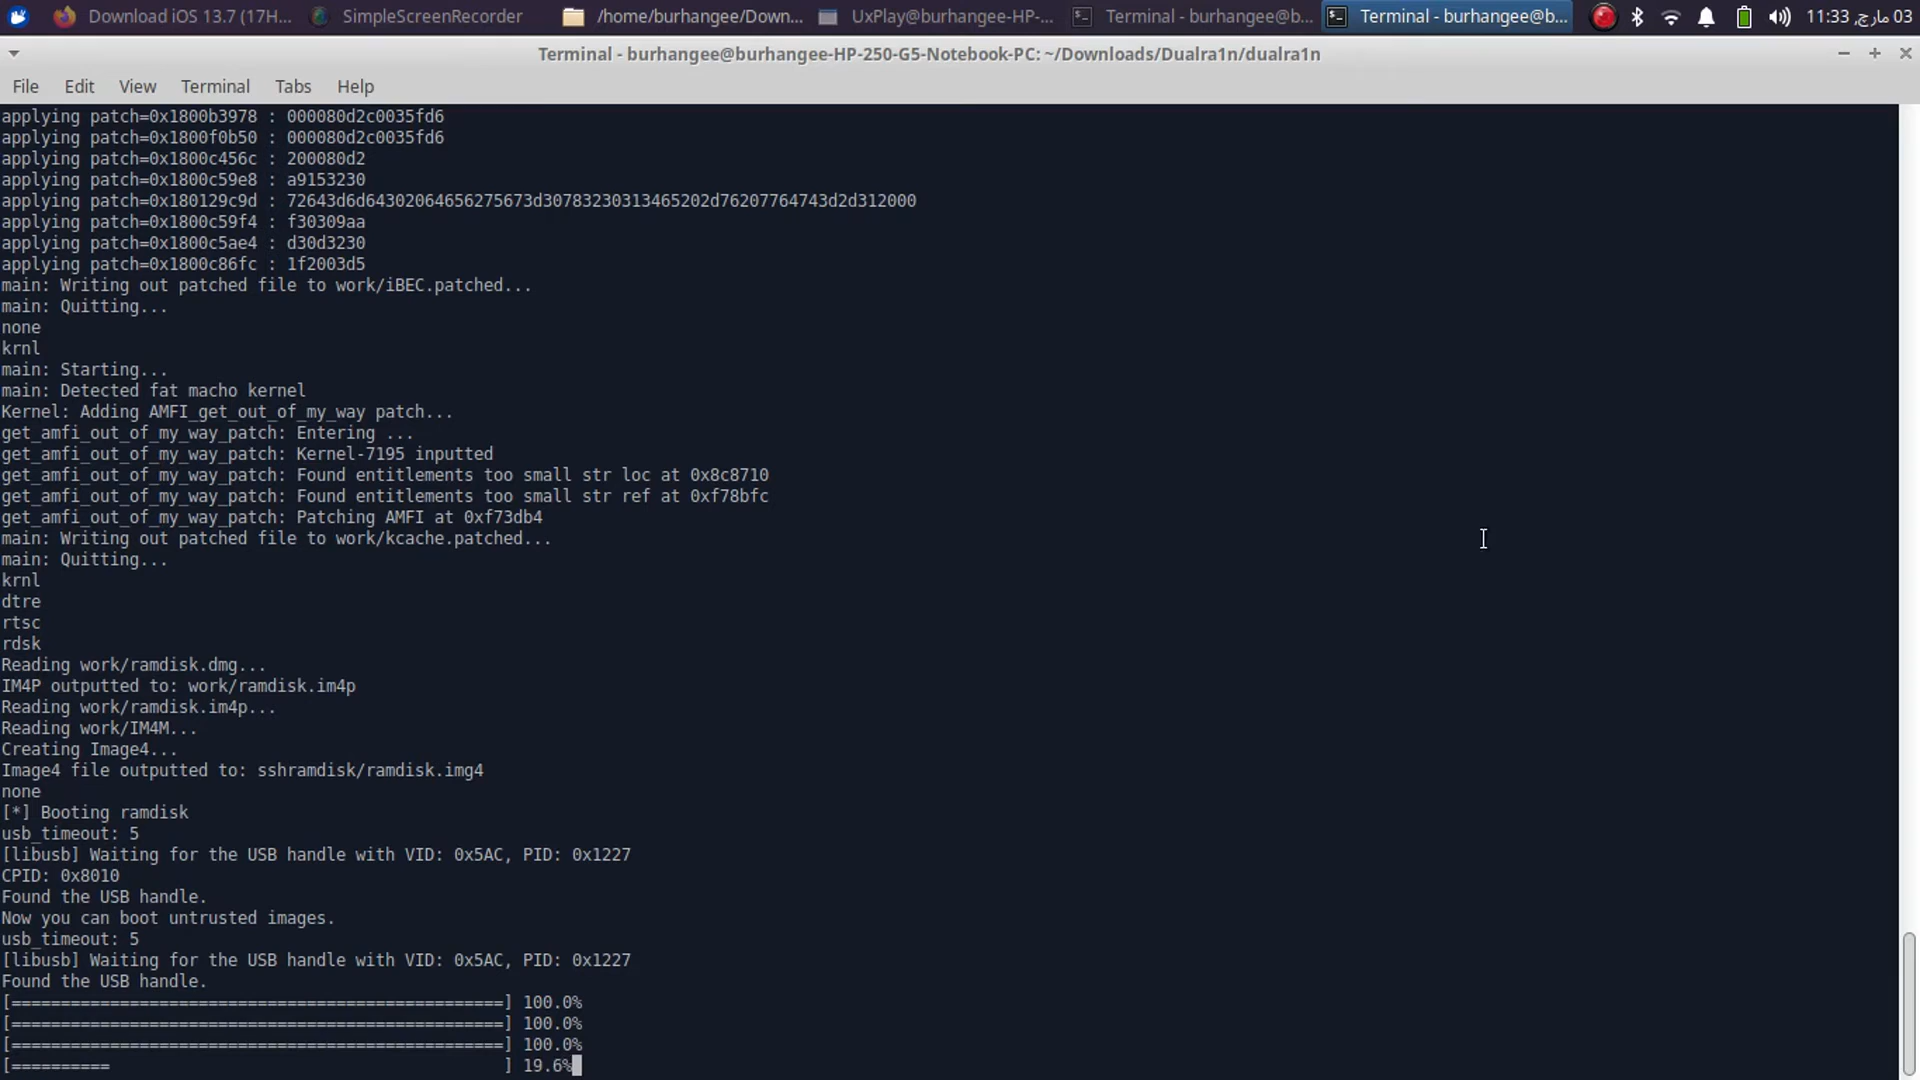 Download iOS 13.7 (17H... SimpleScreenRecorder /home/burhangee/Down... UxPlay@burhangee-HP-... Terminal - burhangee@b... Terminal - burhangee@b... 11:33 03 مارچ,
Terminal - burhangee@burhangee-HP-250-G5-Notebook-PC: ~/Downloads/Dualra1n/dualra1n
File Edit View Terminal Tabs Help
applying patch=0x1800b3978 : 000080d2c0035fd6
applying patch=0x1800f0b50 : 000080d2c0035fd6
applying patch=0x1800c456c : 200080d2
applying patch=0x1800c59e8 : a9153230
applying patch=0x180129c9d : 72643d6d64302064656275673d30783230313465202d76207764743d2d312000
applying patch=0x1800c59f4 : f30309aa
applying patch=0x1800c5ae4 : d30d3230
applying patch=0x1800c86fc : 1f2003d5
main: Writing out patched file to work/iBEC.patched...
main: Quitting...
none
krnl
main: Starting...
main: Detected fat macho kernel
Kernel: Adding AMFI_get_out_of_my_way patch...
get_amfi_out_of_my_way_patch: Entering ...
get_amfi_out_of_my_way_patch: Kernel-7195 inputted
get_amfi_out_of_my_way_patch: Found entitlements too small str loc at 0x8c8710
get_amfi_out_of_my_way_patch: Found entitlements too small str ref at 0xf78bfc
get_amfi_out_of_my_way_patch: Patching AMFI at 0xf73db4
main: Writing out patched file to work/kcache.patched...
main: Quitting...
krnl
dtre
rtsc
rdsk
Reading work/ramdisk.dmg...
IM4P outputted to: work/ramdisk.im4p
Reading work/ramdisk.im4p...
Reading work/IM4M...
Creating Image4...
Image4 file outputted to: sshramdisk/ramdisk.img4
none
[*] Booting ramdisk
usb_timeout: 5
[libusb] Waiting for the USB handle with VID: 0x5AC, PID: 0x1227
CPID: 0x8010
Found the USB handle.
Now you can boot untrusted images.
usb_timeout: 5
[libusb] Waiting for the USB handle with VID: 0x5AC, PID: 0x1227
Found the USB handle.
[==================================================] 100.0%
[==================================================] 100.0%
[==================================================] 100.0%
[========== ] 19.6%